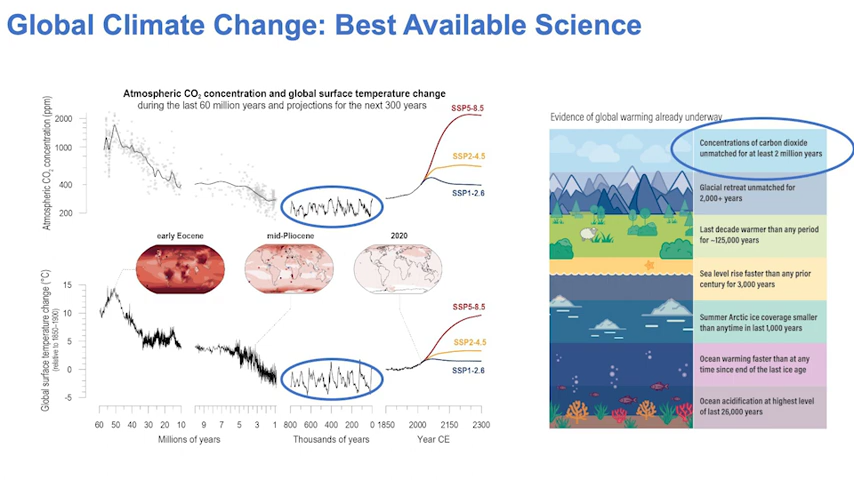 Global Climate Change: Best Available Science
Atmospheric CO₂ concentration and global surface temperature change
during the last 60 million years and projections for the next 300 years
Atmospheric CO₂ concentration (ppm)
2000
1000
400
200
SSP5-8.5
SSP2-4.5
SSP1-2.6
early Eocene
mid-Pliocene
2020
Global surface temperature change (°C)
(relative to 1850–1900)
15
10
5
0
-5
SSP5-8.5
SSP2-4.5
SSP1-2.6
60 50 40 30 20 10
9 7 5 3 1
800 600 400 200 0
1850 2000 2150 2300
Millions of years
Thousands of years
Year CE
Evidence of global warming already underway
Concentrations of carbon dioxide
unmatched for at least 2 million years
Glacial retreat unmatched for
2,000+ years
Last decade warmer than any period
for ~125,000 years
Sea level rise faster than any prior
century for 3,000 years
Summer Arctic ice coverage smaller
than anytime in last 1,000 years
Ocean warming faster than at any
time since end of the last ice age
Ocean acidification at highest level
of last 26,000 years